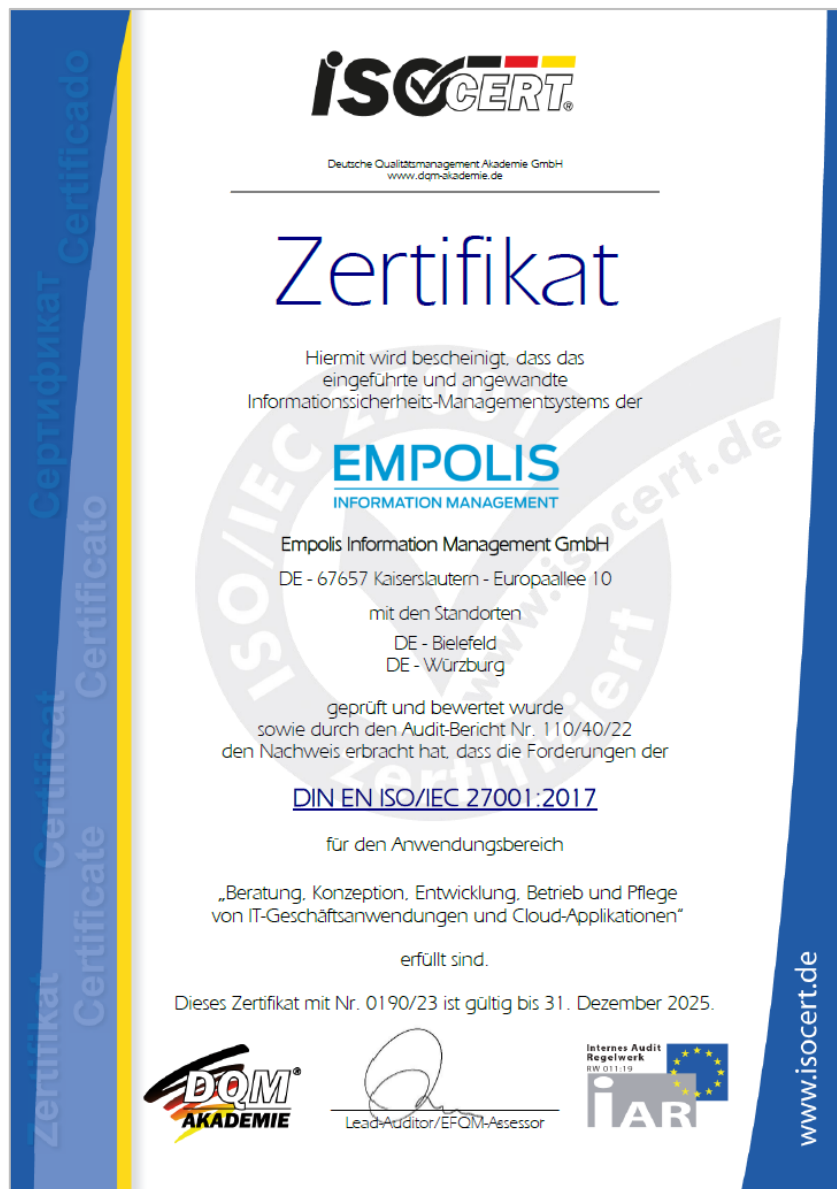 iSOCERT®
Deutsche Qualitätsmanagement Akademie GmbH
www.dqm-akademie.de
Zertifikat
Hiermit wird bescheinigt, dass das
eingeführte und angewandte
Informationssicherheits-Managementsystems der
EMPOLIS
INFORMATION MANAGEMENT
Empolis Information Management GmbH
DE - 67657 Kaiserslautern - Europaallee 10
mit den Standorten
DE - Bielefeld
DE - Würzburg
geprüft und bewertet wurde
sowie durch den Audit-Bericht Nr. 110/40/22
den Nachweis erbracht hat, dass die Forderungen der
DIN EN ISO/IEC 27001:2017
für den Anwendungsbereich
„Beratung, Konzeption, Entwicklung, Betrieb und Pflege
von IT-Geschäftsanwendungen und Cloud-Applikationen“
erfüllt sind.
Dieses Zertifikat mit Nr. 0190/23 ist gültig bis 31. Dezember 2025.
DQM®
AKADEMIE
Lead-Auditor/EFQM-Assessor
Internes Audit
Regelwerk
RW 011:19
iAR
www.isocert.de
Zertifikat Certificat Сертификат Certificado
Certificate Certificato
ISO/IEC 27001
www.isocert.de
zertifiziert